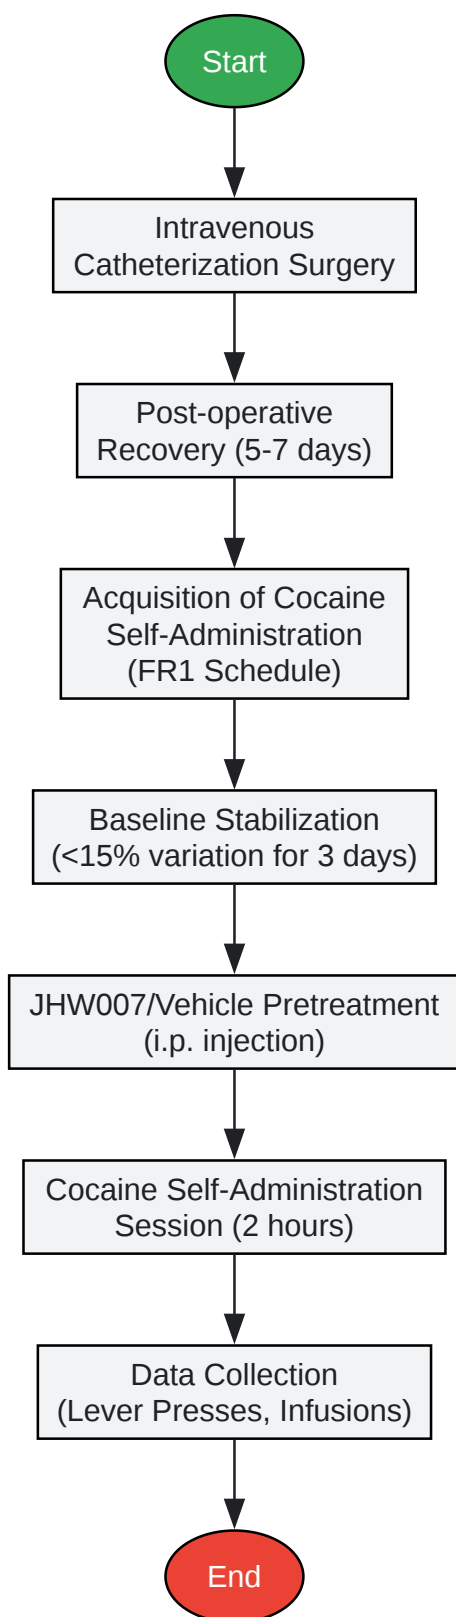 Start
Intravenous
Catheterization Surgery
Post-operative
Recovery (5-7 days)
Acquisition of Cocaine
Self-Administration
(FR1 Schedule)
Baseline Stabilization
(<15% variation for 3 days)
JHW007/Vehicle Pretreatment
(i.p. injection)
Cocaine Self-Administration
Session (2 hours)
Data Collection
(Lever Presses, Infusions)
End